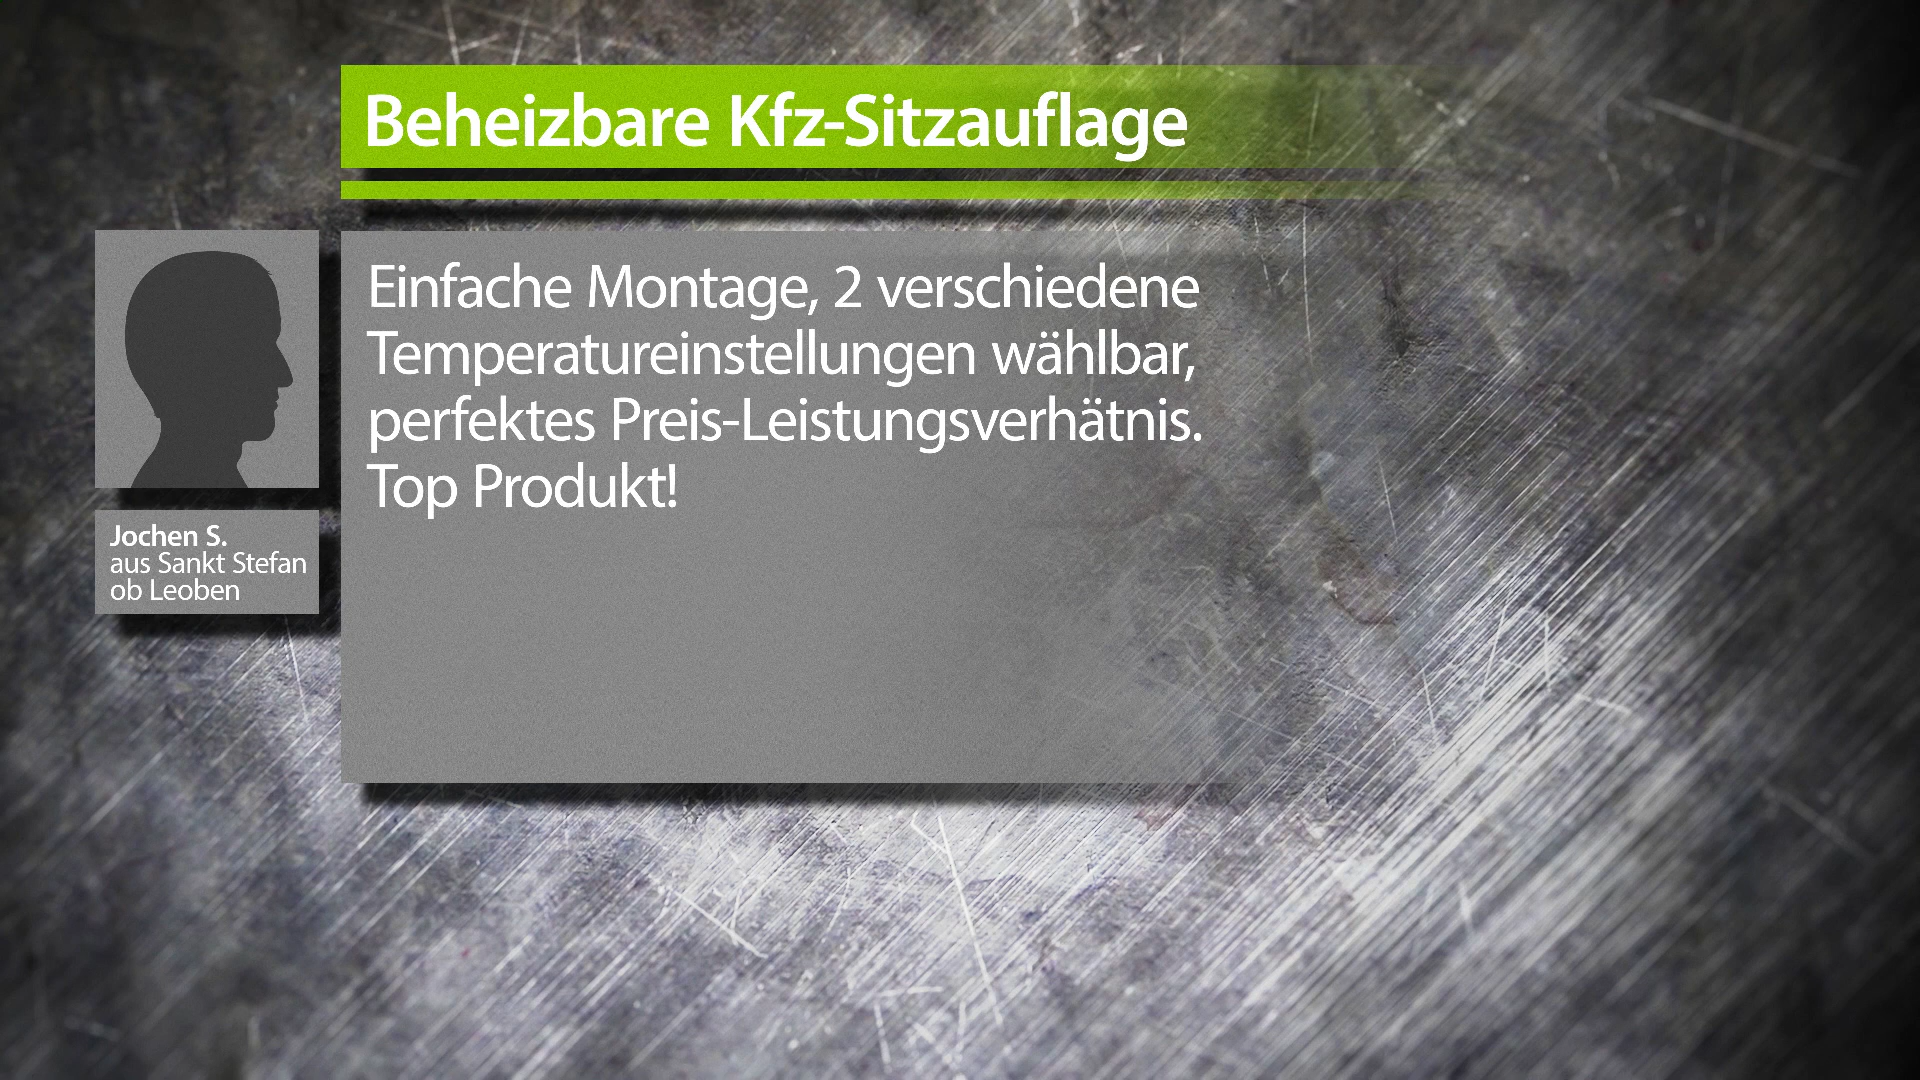 Beheizbare Kfz-Sitzauflage
Einfache Montage, 2 verschiedene
Temperatureinstellungen wählbar,
perfektes Preis-Leistungsverhätnis.
Top Produkt!
Jochen S.
aus Sankt Stefan
ob Leoben